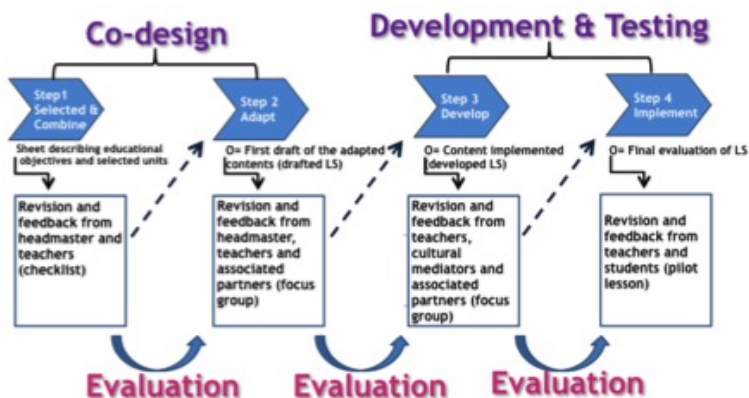 Co-design
Development & Testing
Step1
Selected &
Combine
Step 2
Adapt
Step 3
Develop
Step 4
Implement
Sheet describing educational
objectives and selected units
O= First draft of the adapted
contents (drafted LS)
O= Content implemented
(developed LS)
O= Final evaluation of LS
Revision and
feedback from
headmaster and
teachers
(checklist)
Revision and
feedback from
headmaster,
teachers and
associated
partners (focus
group)
Revision and
feedback from
teachers,
cultural
mediators and
associated
partners (focus
group)
Revision and
feedback from
teachers and
students (pilot
lesson)
Evaluation
Evaluation
Evaluation